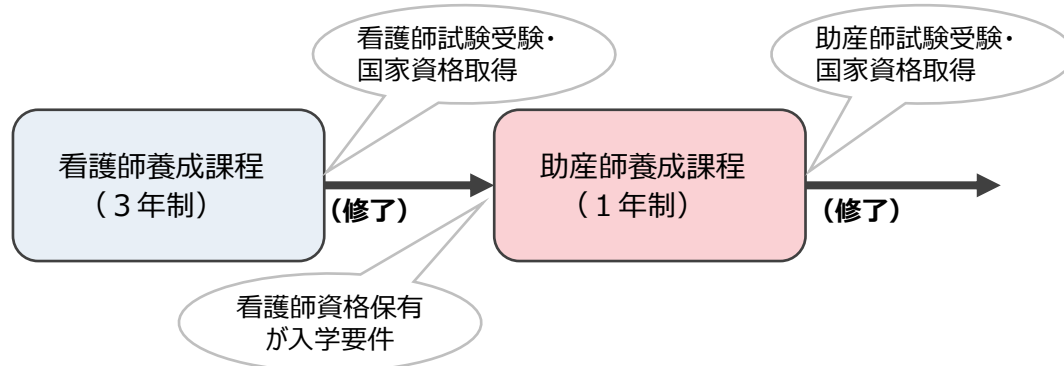 看護師試験受験・
国家資格取得
助産師試験受験・
国家資格取得
看護師養成課程
（３年制）
(修了)
助産師養成課程
（１年制）
(修了)
看護師資格保有
が入学要件